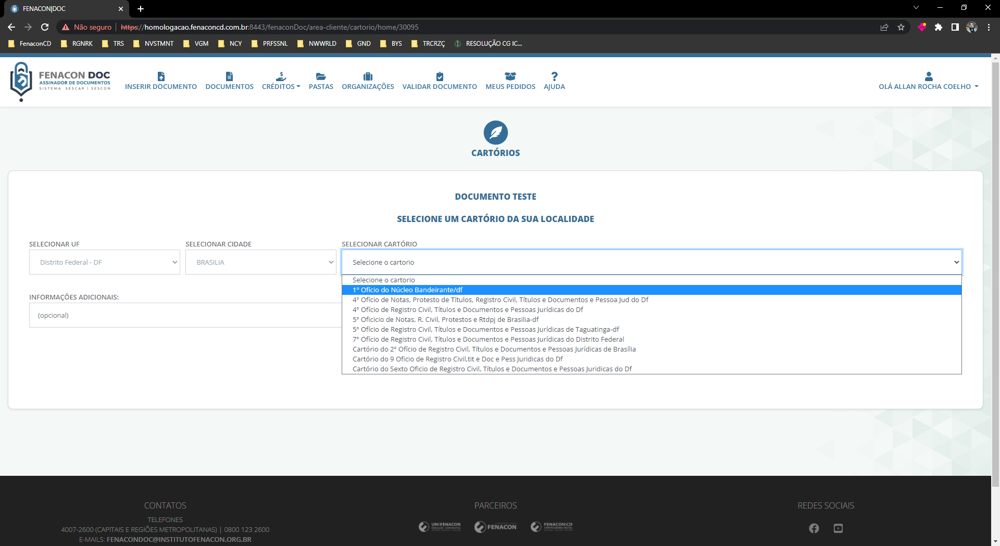 FENACON|DOC
Não seguro | https://homologacao.fenaconcd.com.br:8443/fenaconDoc/area-cliente/cartorio/home/30095
FenaconCD RGNRK TRS NVSTMNT VGM NCY PRFSSNL NWWRLD GND BYS TRCRZÇ RESOLUÇÃO CG IC...
FENACON DOC
ASSINADOR DE DOCUMENTOS
SISTEMA SESCAP | SESCON
INSERIR DOCUMENTO DOCUMENTOS CRÉDITOS PASTAS ORGANIZAÇÕES VALIDAR DOCUMENTO MEUS PEDIDOS AJUDA OLÁ ALLAN ROCHA COELHO
CARTÓRIOS
DOCUMENTO TESTE
SELECIONE UM CARTÓRIO DA SUA LOCALIDADE
SELECIONAR UF SELECIONAR CIDADE SELECIONAR CARTÓRIO
Distrito Federal - DF BRASILIA Selecione o cartorio
Selecione o cartorio
1º Ofício do Núcleo Bandeirante/df
4º Ofício de Notas, Protesto de Títulos, Registro Civil, Títulos e Documentos e Pessoa Jud do Df
4º Ofício de Registro Civil, Títulos e Documentos e Pessoas Jurídicas do Df
5º Oficicio de Notas, R. Civil, Protestos e Rtdpj de Brasilia-df
5º Ofício de Registro Civil, Títulos e Documentos e Pessoas Jurídicas de Taguatinga-df
7º Ofício de Registro Civil, Títulos e Documentos e Pessoas Jurídicas do Distrito Federal
Cartório do 2º Ofício de Registro Civil, Títulos e Documentos e Pessoas Jurídicas de Brasília
Cartório do 9 Oficio de Registro Civil,tit e Doc e Pess Juridicas do Df
Cartório do Sexto Oficio de Registro Civil, Títulos e Documentos e Pessoas Juridicas do Df
INFORMAÇÕES ADICIONAIS:
(opcional)
CONTATOS
TELEFONES
4007-2600 (CAPITAIS E REGIÕES METROPOLITANAS) | 0800 123 2600
E-MAILS: FENACONDOC@INSTITUTOFENACON.ORG.BR
PARCEIROS
UNIFENACON FENACON FENACON|CD
REDES SOCIAIS